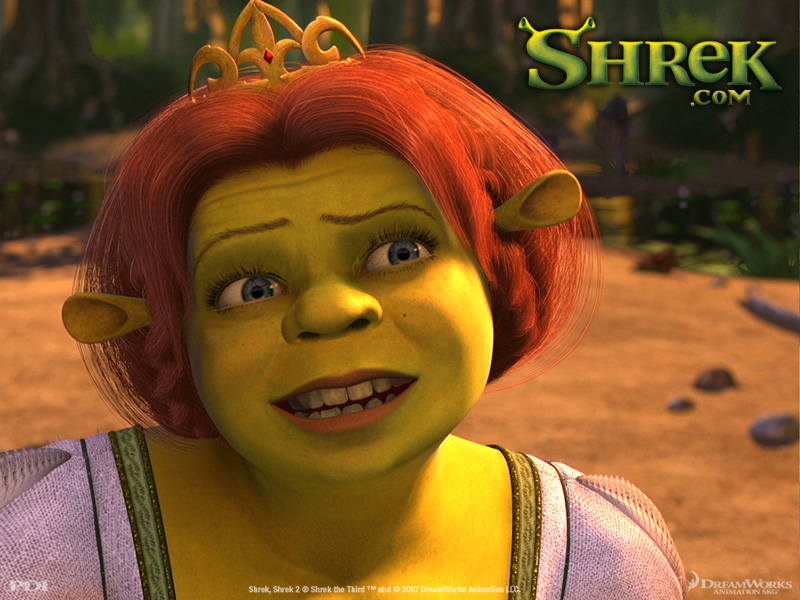 SHREK
.COM
PDI
Shrek, Shrek 2 ® Shrek the Third ™ and © 2007 DreamWorks Animation LLC.
DREAMWORKS
ANIMATION SKG